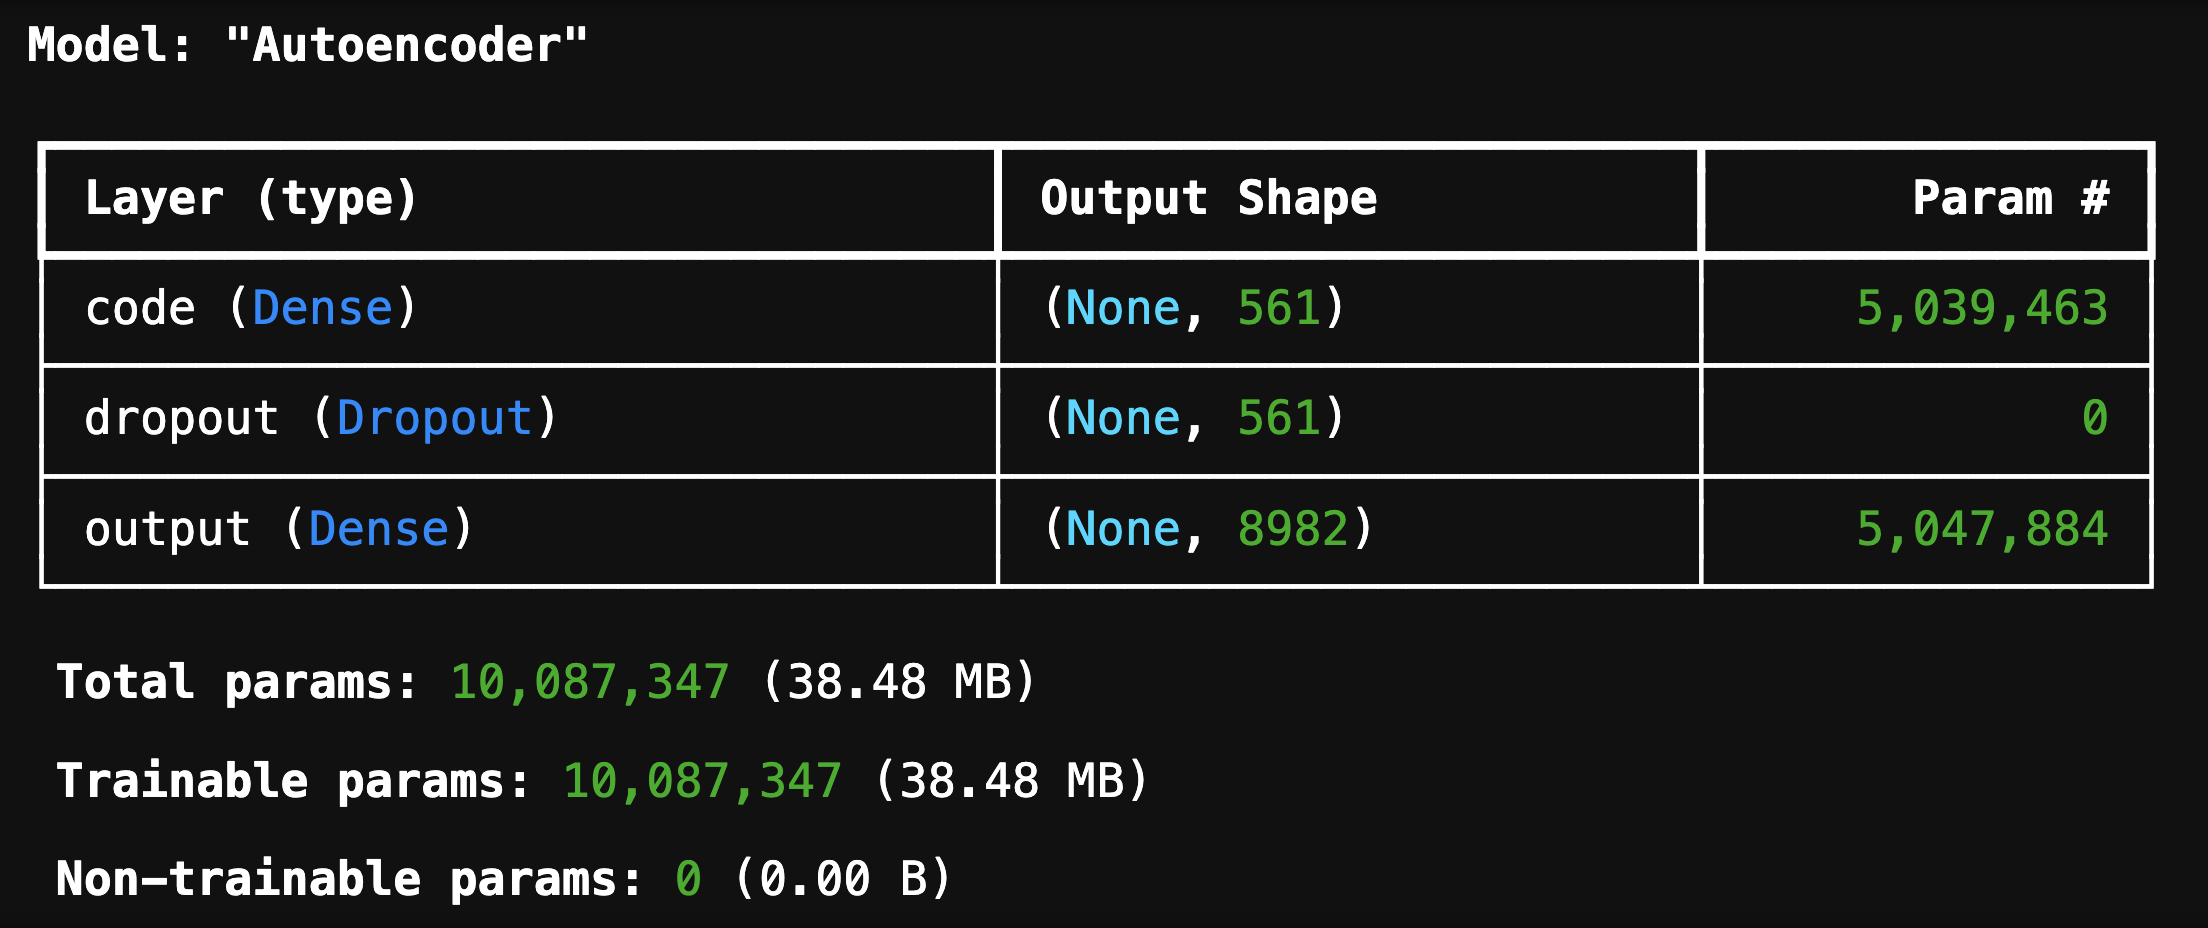 Model: "Autoencoder"
Layer (type) Output Shape Param #
code (Dense) (None, 561) 5,039,463
dropout (Dropout) (None, 561) 0
output (Dense) (None, 8982) 5,047,884
Total params: 10,087,347 (38.48 MB)
Trainable params: 10,087,347 (38.48 MB)
Non-trainable params: 0 (0.00 B)